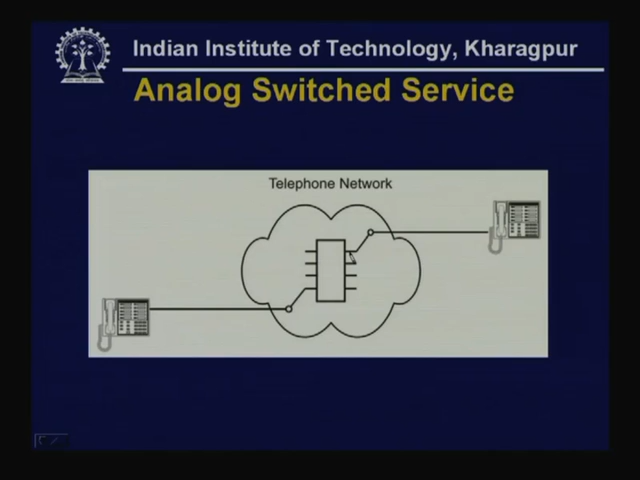 Indian Institute of Technology, Kharagpur
Analog Switched Service
Telephone Network